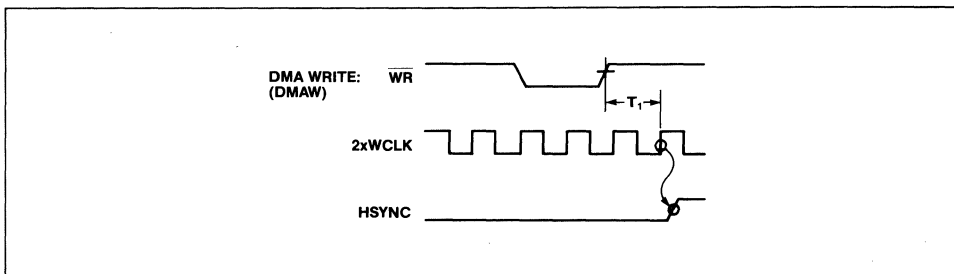 DMA WRITE: WR
(DMAW)
T₁
2xWCLK
HSYNC